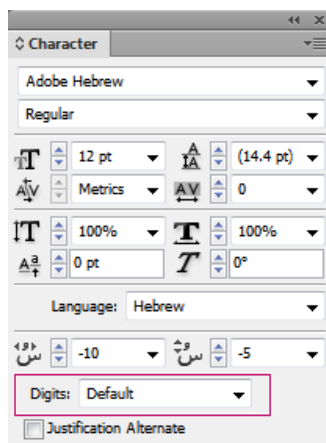 Character
Adobe Hebrew
Regular
12 pt (14.4 pt)
Metrics 0
100% 100%
0 pt 0°
Language: Hebrew
-10 -5
Digits: Default
Justification Alternate